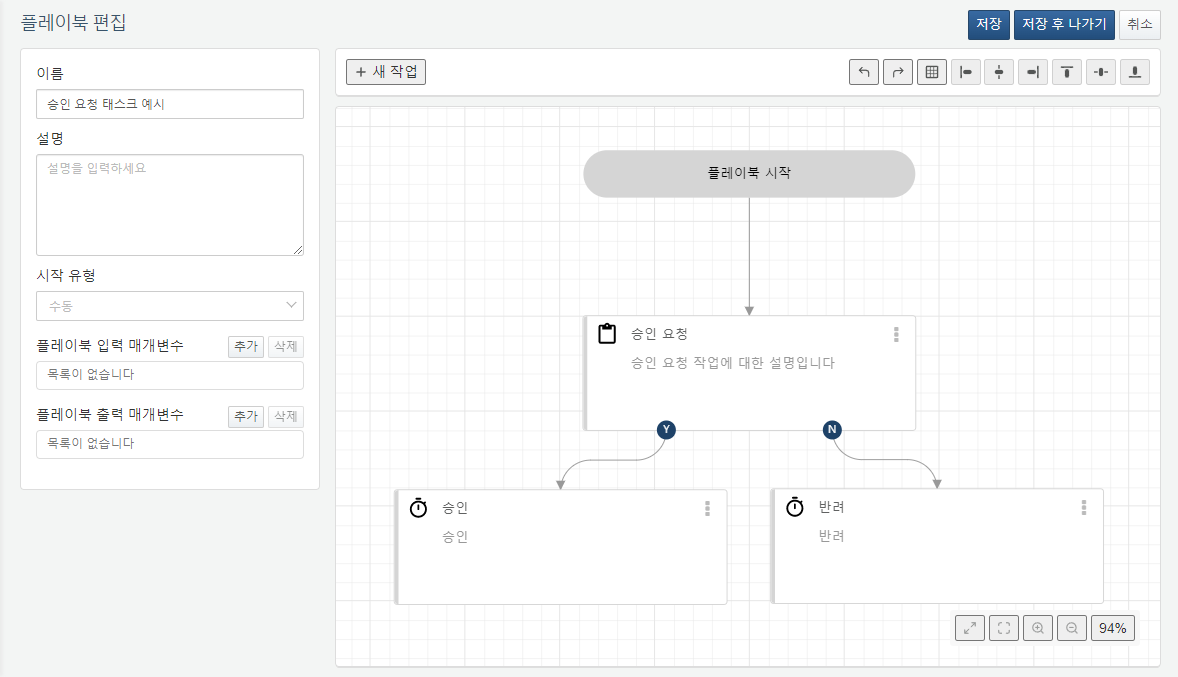 플레이북 편집
저장
저장 후 나가기
취소
이름
승인 요청 태스크 예시
설명
설명을 입력하세요
시작 유형
수동
플레이북 입력 매개변수
추가
삭제
목록이 없습니다
플레이북 출력 매개변수
추가
삭제
목록이 없습니다
+ 새 작업
플레이북 시작
승인 요청
승인 요청 작업에 대한 설명입니다
Y
N
승인
승인
반려
반려
94%